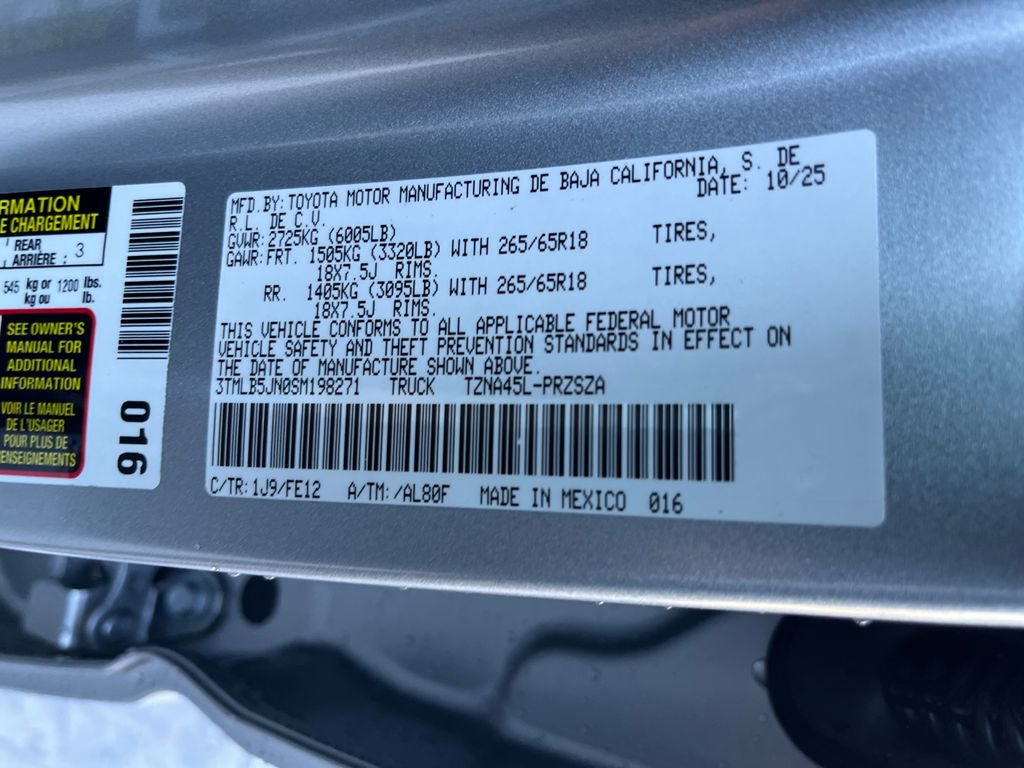 RMATION
E CHARGEMENT
REAR
ARRIÈRE : 3
545 kg or 1200 lbs.
kg ou lb.
SEE OWNER'S
MANUAL FOR
ADDITIONAL
INFORMATION
VOIR LE MANUEL
DE L'USAGER
POUR PLUS DE
RENSEIGNEMENTS
016
MFD.BY:TOYOTA MOTOR MANUFACTURING DE BAJA CALIFORNIA, S. DE
R.L. DE C.V. DATE: 10/25
GVWR:2725KG (6005LB)
GAWR:FRT. 1505KG (3320LB) WITH 265/65R18 TIRES,
18X7.5J RIMS.
RR. 1405KG (3095LB) WITH 265/65R18 TIRES,
18X7.5J RIMS.
THIS VEHICLE CONFORMS TO ALL APPLICABLE FEDERAL MOTOR
VEHICLE SAFETY AND THEFT PREVENTION STANDARDS IN EFFECT ON
THE DATE OF MANUFACTURE SHOWN ABOVE.
3TMLB5JN0SM198271 TRUCK TZNA45L-PRZSZA
C/TR:1J9/FE12 A/TM:/AL80F MADE IN MEXICO 016